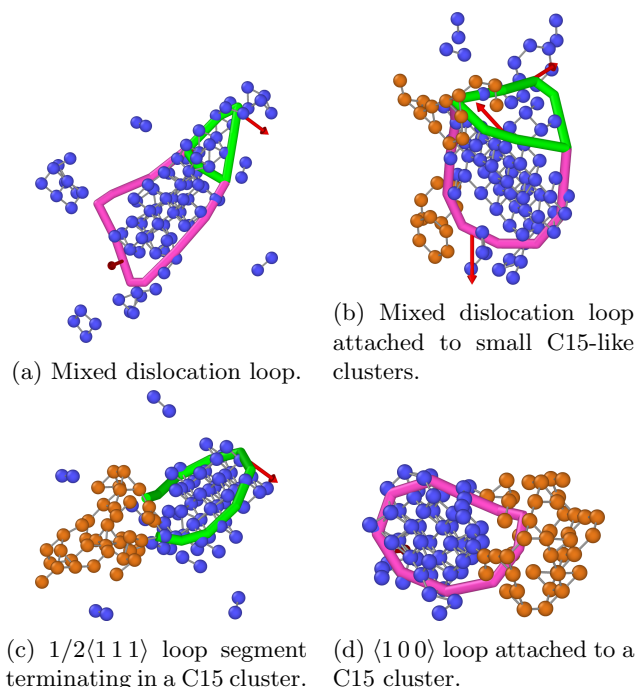 (a) Mixed dislocation loop.
(b) Mixed dislocation loop
attached to small C15-like
clusters.
(c) 1/2⟨1 1 1⟩ loop segment
terminating in a C15 cluster.
(d) ⟨1 0 0⟩ loop attached to a
C15 cluster.